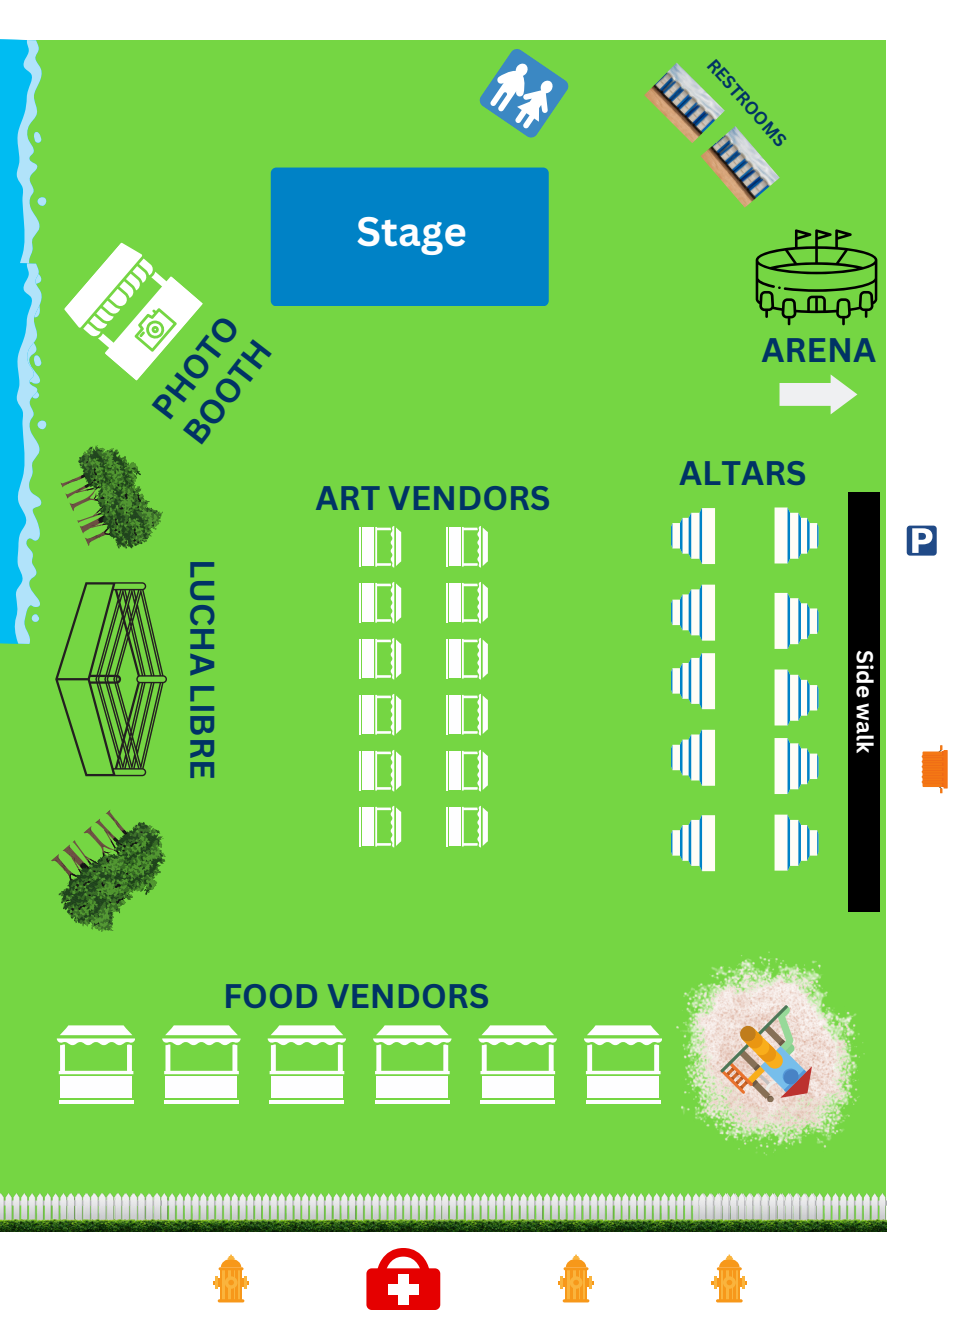 RESTROOMS
Stage
PHOTO
BOOTH
ARENA
ALTARS
ART VENDORS
P
LUCHA LIBRE
Side walk
FOOD VENDORS